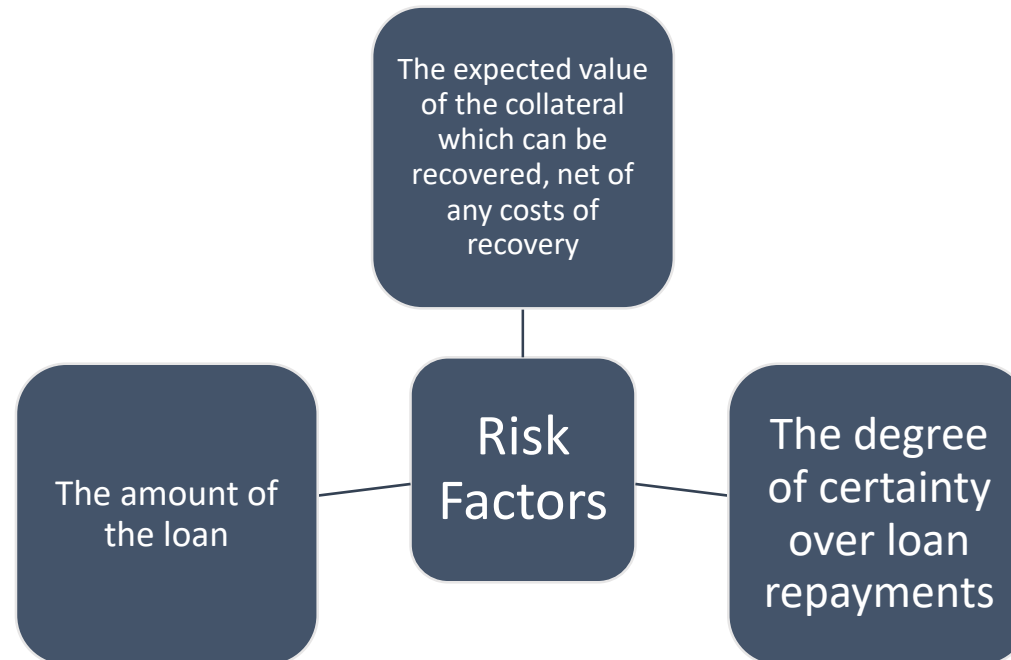 The expected value
of the collateral
which can be
recovered, net of
any costs of
recovery
The amount of
the loan
Risk
Factors
The degree
of certainty
over loan
repayments